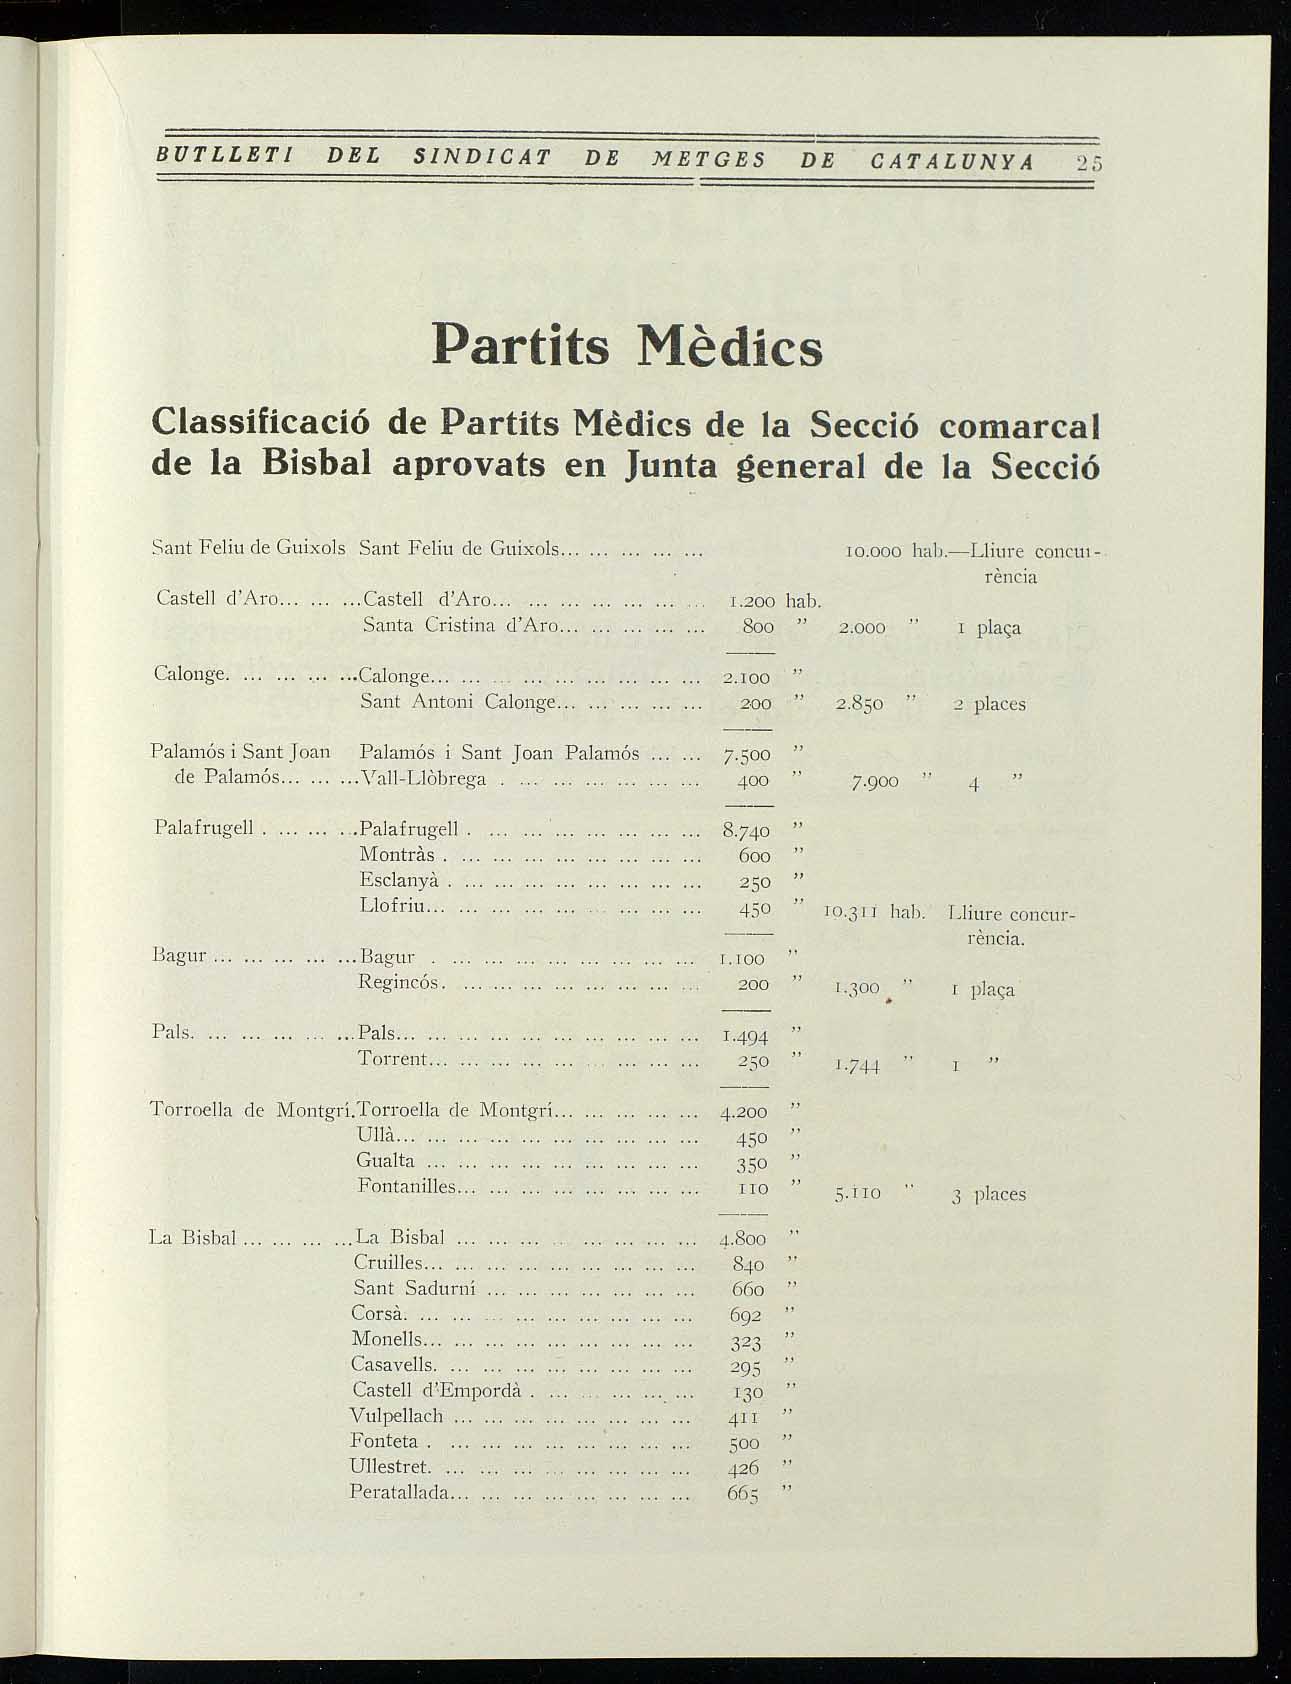 BUTLLETI DEL SINDICAT DE METGES DE CATALUNYA 25
Partits Mèdics
Classificació de Partits Mèdics de la Secció comarcal
de la Bisbal aprovats en Junta general de la Secció
Sant Feliu de Guixols Sant Feliu de Guixols... ... ... ... ... 10.000 hab.—Lliure concur-
rència
Castell d'Aro... ... ...Castell d'Aro... ... ... ... ... ... ... 1.200 hab.
Santa Cristina d'Aro... ... ... ... ... 800 " 2.000 " 1 plaça
Calonge. ... ... ... ...Calonge... ... ... ... ... ... ... ... ... 2.100 "
Sant Antoni Calonge... ... ... ... ... 200 " 2.850 " 2 places
Palamós i Sant Joan Palamós i Sant Joan Palamós ... ... 7.500 "
de Palamós... ... ...Vall-Llòbrega . ... ... ... ... ... ... 400 " 7.900 " 4 "
Palafrugell . ... ... ...Palafrugell . ... ... ... ... ... ... ... 8.740 "
Montràs . ... ... ... ... ... ... ... ... 600 "
Esclanyà . ... ... ... ... ... ... ... ... 250 "
Llofriu... ... ... ... ... ... ... ... ... 450 " 10.311 hab. Lliure concur-
rència.
Bagur ... ... ... ... ...Bagur . ... ... ... ... ... ... ... ... 1.100 "
Regincós. ... ... ... ... ... ... ... ... 200 " 1.300 " 1 plaça
Pals. ... ... ... ... ...Pals... ... ... ... ... ... ... ... ... ... 1.494 "
Torrent... ... ... ... ... ... ... ... ... 250 " 1.744 " 1 "
Torroella de Montgrí.Torroella de Montgrí... ... ... ... ... 4.200 "
Ullà... ... ... ... ... ... ... ... ... ... 450 "
Gualta ... ... ... ... ... ... ... ... ... 350 "
Fontanilles... ... ... ... ... ... ... ... 110 " 5.110 " 3 places
La Bisbal ... ... ... ...La Bisbal ... ... ... ... ... ... ... ... 4.800 "
Cruilles... ... ... ... ... ... ... ... ... 840 "
Sant Sadurní ... ... ... ... ... ... ... 660 "
Corsà. ... ... ... ... ... ... ... ... ... 692 "
Monells... ... ... ... ... ... ... ... ... 323 "
Casavells. ... ... ... ... ... ... ... ... 295 "
Castell d'Empordà . ... ... ... ... ... 130 "
Vulpellach ... ... ... ... ... ... ... ... 411 "
Fonteta . ... ... ... ... ... ... ... ... 500 "
Ullestret. ... ... ... ... ... ... ... ... 426 "
Peratallada... ... ... ... ... ... ... ... 665 "